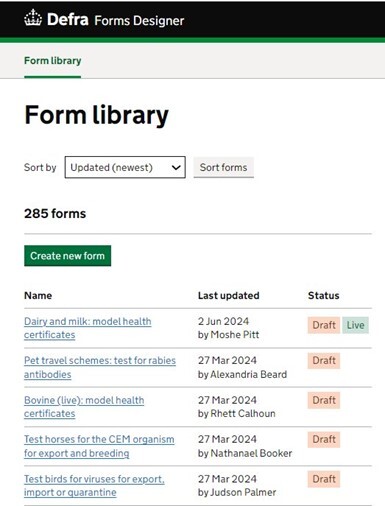 Defra Forms Designer
Form library
Form library
Sort by Updated (newest) Sort forms
285 forms
Create new form
Name Last updated Status
Dairy and milk: model health 2 Jun 2024 Draft Live
certificates by Moshe Pitt
Pet travel schemes: test for rabies 27 Mar 2024 Draft
antibodies by Alexandria Beard
Bovine (live): model health 27 Mar 2024 Draft
certificates by Rhett Calhoun
Test horses for the CEM organism 27 Mar 2024 Draft
for export and breeding by Nathanael Booker
Test birds for viruses for export, 27 Mar 2024 Draft
import or quarantine by Judson Palmer